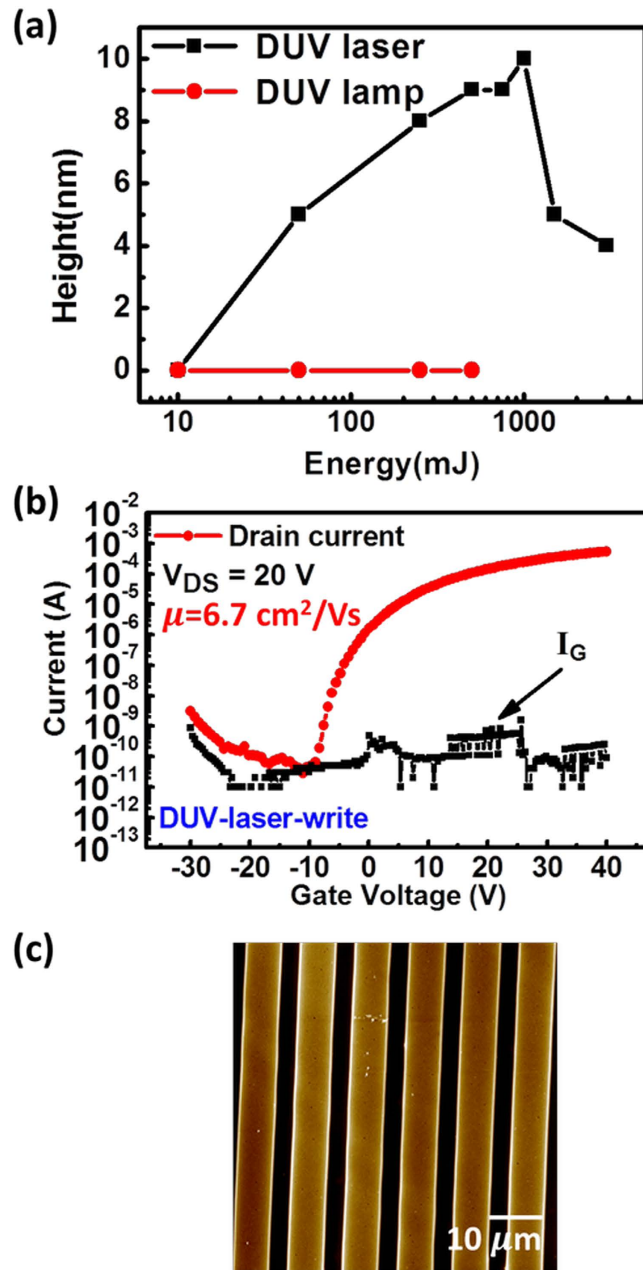 (a)
DUV laser
DUV lamp
Height(nm)
10
8
6
4
2
0
10
100
1000
Energy(mJ)
(b)
Current (A)
10⁻²
10⁻³
10⁻⁴
10⁻⁵
10⁻⁶
10⁻⁷
10⁻⁸
10⁻⁹
10⁻¹⁰
10⁻¹¹
10⁻¹²
10⁻¹³
Drain current
V_DS = 20 V
μ=6.7 cm²/Vs
I_G
DUV-laser-write
-30 -20 -10 0 10 20 30 40
Gate Voltage (V)
(c)
10 μm